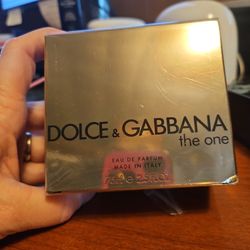 DOLCE & GABBANA
the one
EAU DE PARFUM
MADE IN ITALY